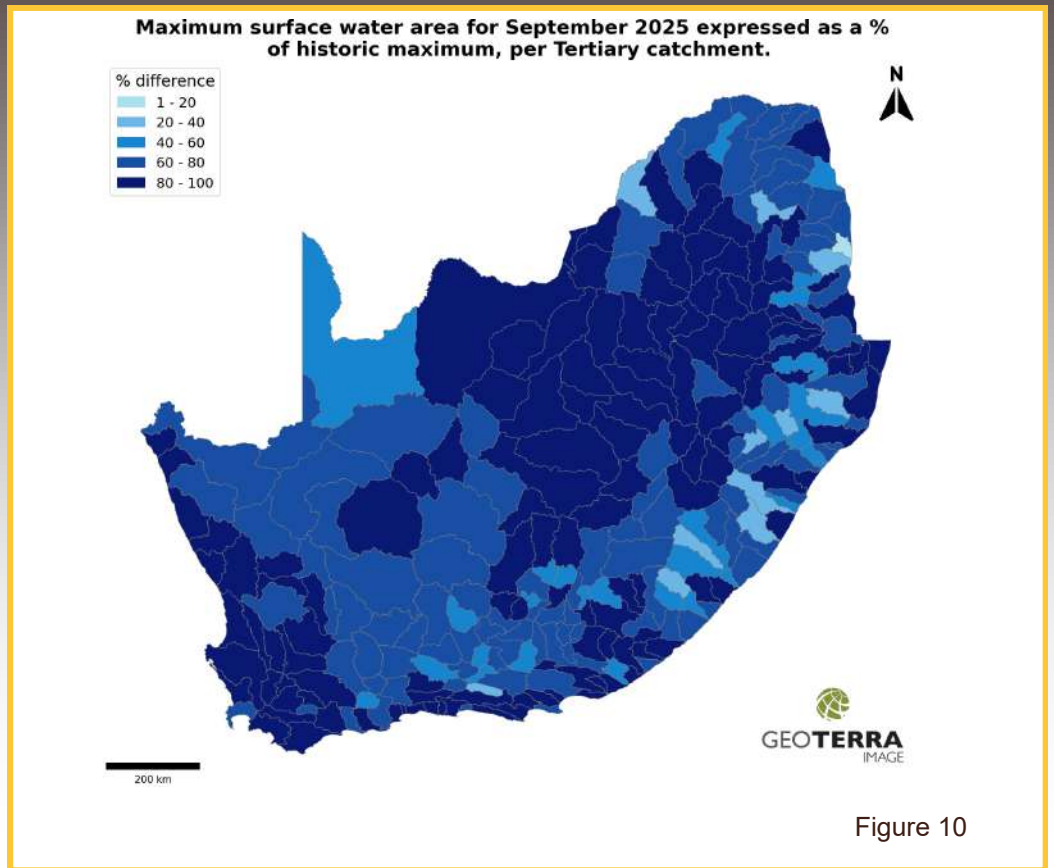 Maximum surface water area for September 2025 expressed as a %
of historic maximum, per Tertiary catchment.
% difference
1 - 20
20 - 40
40 - 60
60 - 80
80 - 100
N
GEOTERRA
IMAGE
200 km
Figure 10